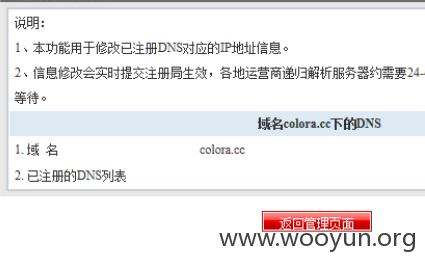 说明：
1、本功能用于修改已注册DNS对应的IP地址信息。
2、信息修改会实时提交注册局生效，各地运营商递归解析服务器约需要24-
等待。
域名colora.cc下的DNS
1. 域 名 colora.cc
2. 已注册的DNS列表
返回管理页面
www.wooyun.org